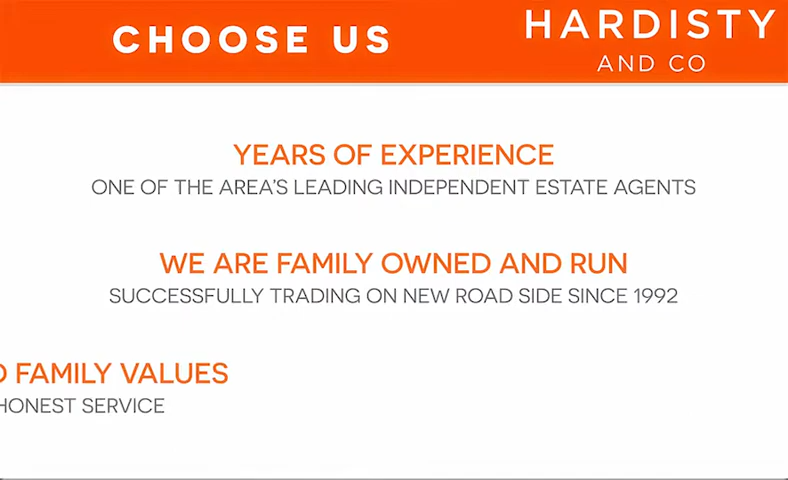 CHOOSE US
HARDISTY
AND CO
YEARS OF EXPERIENCE
ONE OF THE AREA'S LEADING INDEPENDENT ESTATE AGENTS
WE ARE FAMILY OWNED AND RUN
SUCCESSFULLY TRADING ON NEW ROAD SIDE SINCE 1992
FAMILY VALUES
HONEST SERVICE